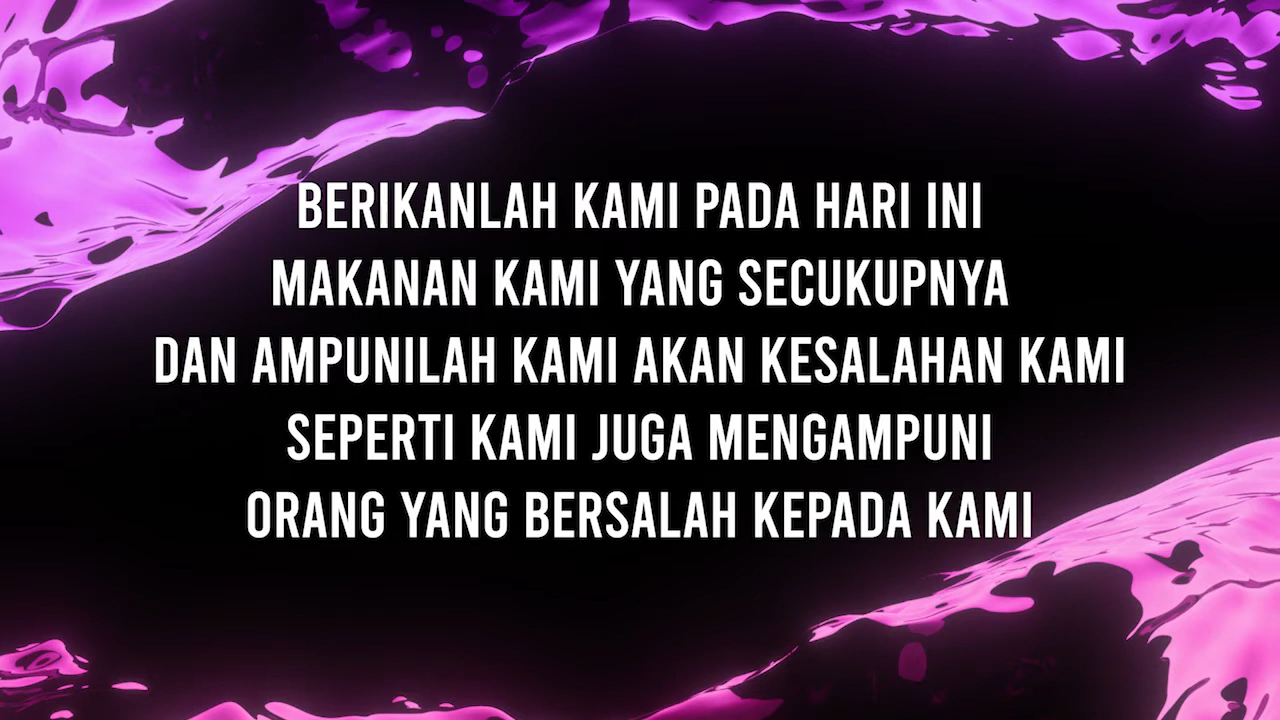 BERIKANLAH KAMI PADA HARI INI
MAKANAN KAMI YANG SECUKUPNYA
DAN AMPUNILAH KAMI AKAN KESALAHAN KAMI
SEPERTI KAMI JUGA MENGAMPUNI
ORANG YANG BERSALAH KEPADA KAMI